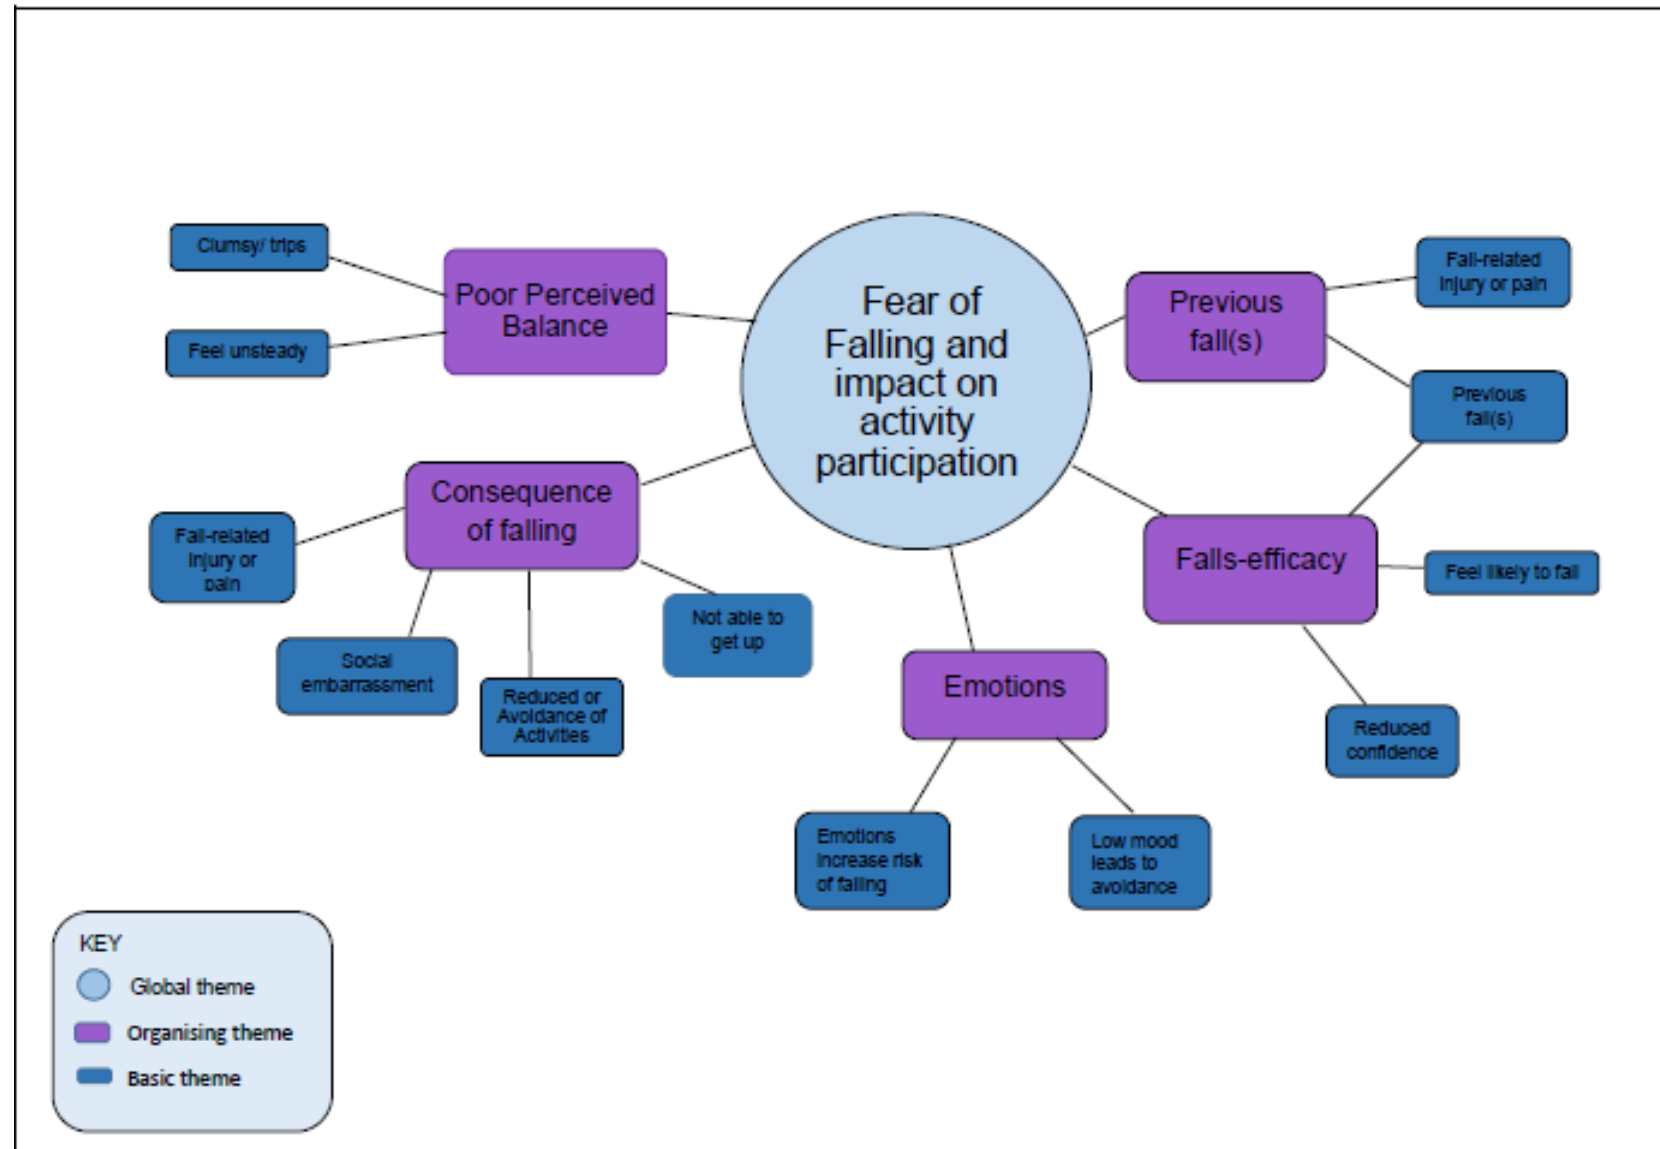 Clumsy/ trips
Feel unsteady
Poor Perceived
Balance
Fear of
Falling and
impact on
activity
participation
Previous
fall(s)
Fall-related
Injury or pain
Previous
fall(s)
Consequence
of falling
Fall-related
Injury or
pain
Social
embarrassment
Reduced or
Avoidance of
Activities
Not able to
get up
Falls-efficacy
Feel likely to fall
Reduced
confidence
Emotions
Emotions
Increase risk
of falling
Low mood
leads to
avoidance
KEY
Global theme
Organising theme
Basic theme